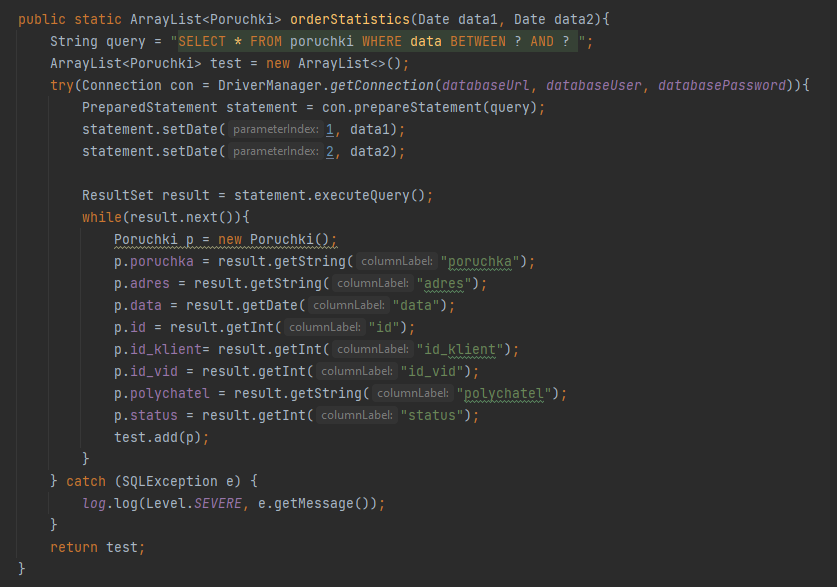 public static ArrayList<Poruchki> orderStatistics(Date data1, Date data2){
String query = "SELECT * FROM poruchki WHERE data BETWEEN ? AND ? ";
ArrayList<Poruchki> test = new ArrayList<>();
try(Connection con = DriverManager.getConnection(databaseUrl, databaseUser, databasePassword)){
PreparedStatement statement = con.prepareStatement(query);
statement.setDate( parameterIndex: 1, data1);
statement.setDate( parameterIndex: 2, data2);
ResultSet result = statement.executeQuery();
while(result.next()){
Poruchki p = new Poruchki();
p.poruchka = result.getString( columnLabel: "poruchka");
p.adres = result.getString( columnLabel: "adres");
p.data = result.getDate( columnLabel: "data");
p.id = result.getInt( columnLabel: "id");
p.id_klient= result.getInt( columnLabel: "id_klient");
p.id_vid = result.getInt( columnLabel: "id_vid");
p.polychatel = result.getString( columnLabel: "polychatel");
p.status = result.getInt( columnLabel: "status");
test.add(p);
}
} catch (SQLException e) {
log.log(Level.SEVERE, e.getMessage());
}
return test;
}